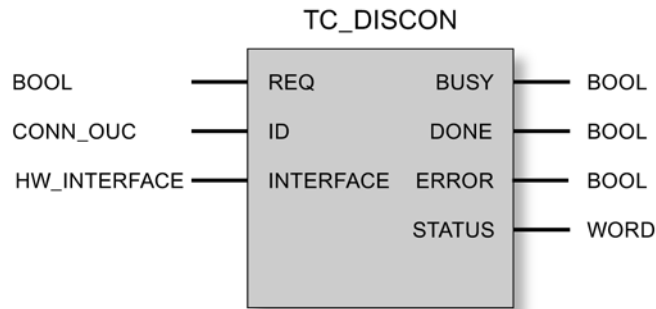 TC_DISCON
BOOL REQ BUSY BOOL
CONN_OUC ID DONE BOOL
HW_INTERFACE INTERFACE ERROR BOOL
STATUS WORD